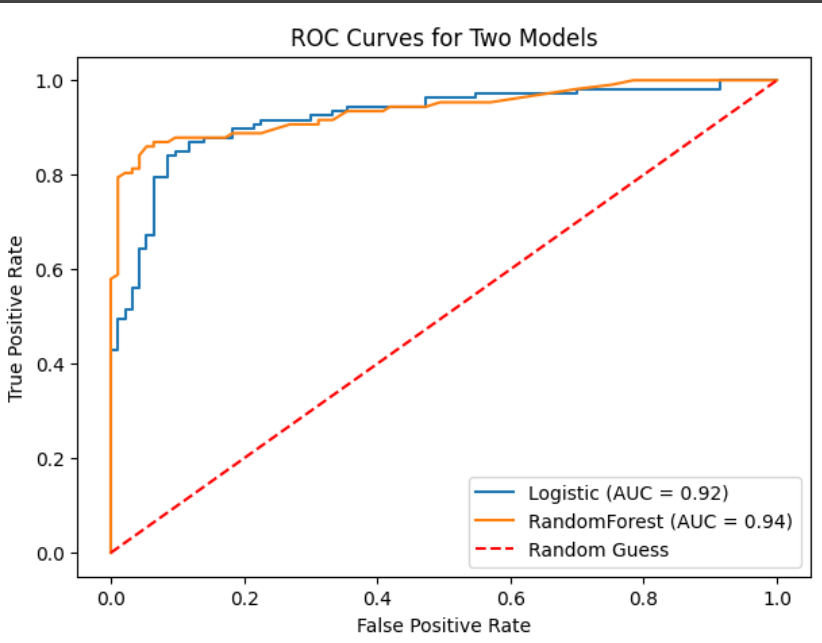 ROC Curves for Two Models
True Positive Rate
1.0
0.8
0.6
0.4
0.2
0.0
Logistic (AUC = 0.92)
RandomForest (AUC = 0.94)
Random Guess
0.0 0.2 0.4 0.6 0.8 1.0
False Positive Rate